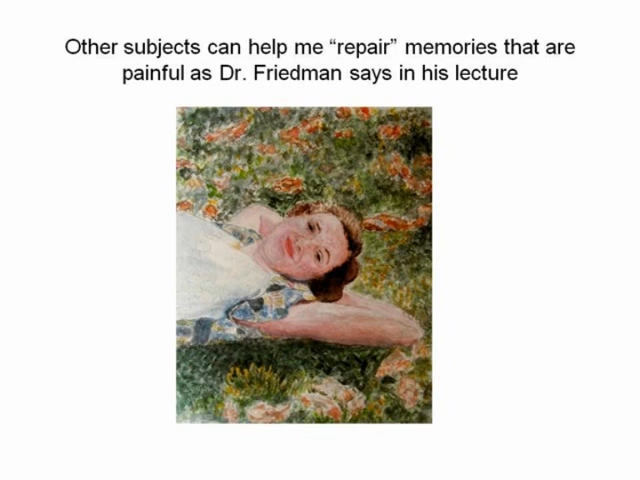 Other subjects can help me “repair” memories that are
painful as Dr. Friedman says in his lecture